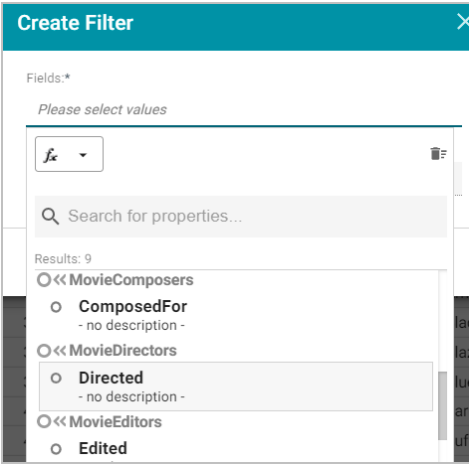 Create Filter
Fields:*
Please select values
fx
Search for properties...
Results: 9
MovieComposers
ComposedFor
- no description -
MovieDirectors
Directed
- no description -
MovieEditors
Edited